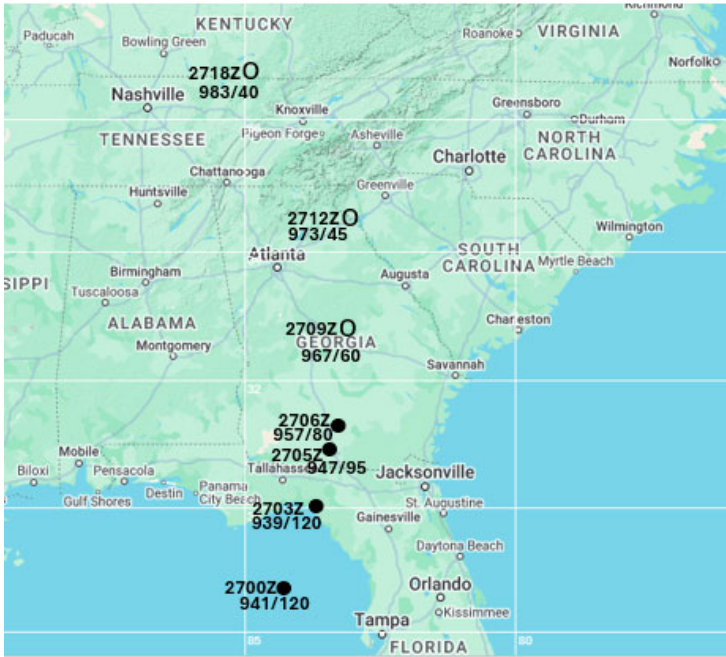 KENTUCKY
Richmond
Paducah
Bowling Green
Roanoke
VIRGINIA
Norfolk
2718Z
983/40
Nashville
Knoxville
Greensboro
Durham
TENNESSEE
Pigeon Forge
Asheville
NORTH
CAROLINA
Charlotte
Chattanooga
Huntsville
Greenville
2712Z
973/45
Wilmington
Atlanta
SOUTH
CAROLINA
Myrtle Beach
SIPPI
Birmingham
Tuscaloosa
Augusta
ALABAMA
2709Z
GEORGIA
967/60
Charleston
Montgomery
Savannah
32
2706Z
957/80
2705Z
947/95
Mobile
Biloxi
Pensacola
Tallahassee
Jacksonville
Gulf Shores
Destin
Panama
City Beach
St. Augustine
2703Z
939/120
Gainesville
Daytona Beach
2700Z
941/120
Orlando
Kissimmee
Tampa
85
80
FLORIDA